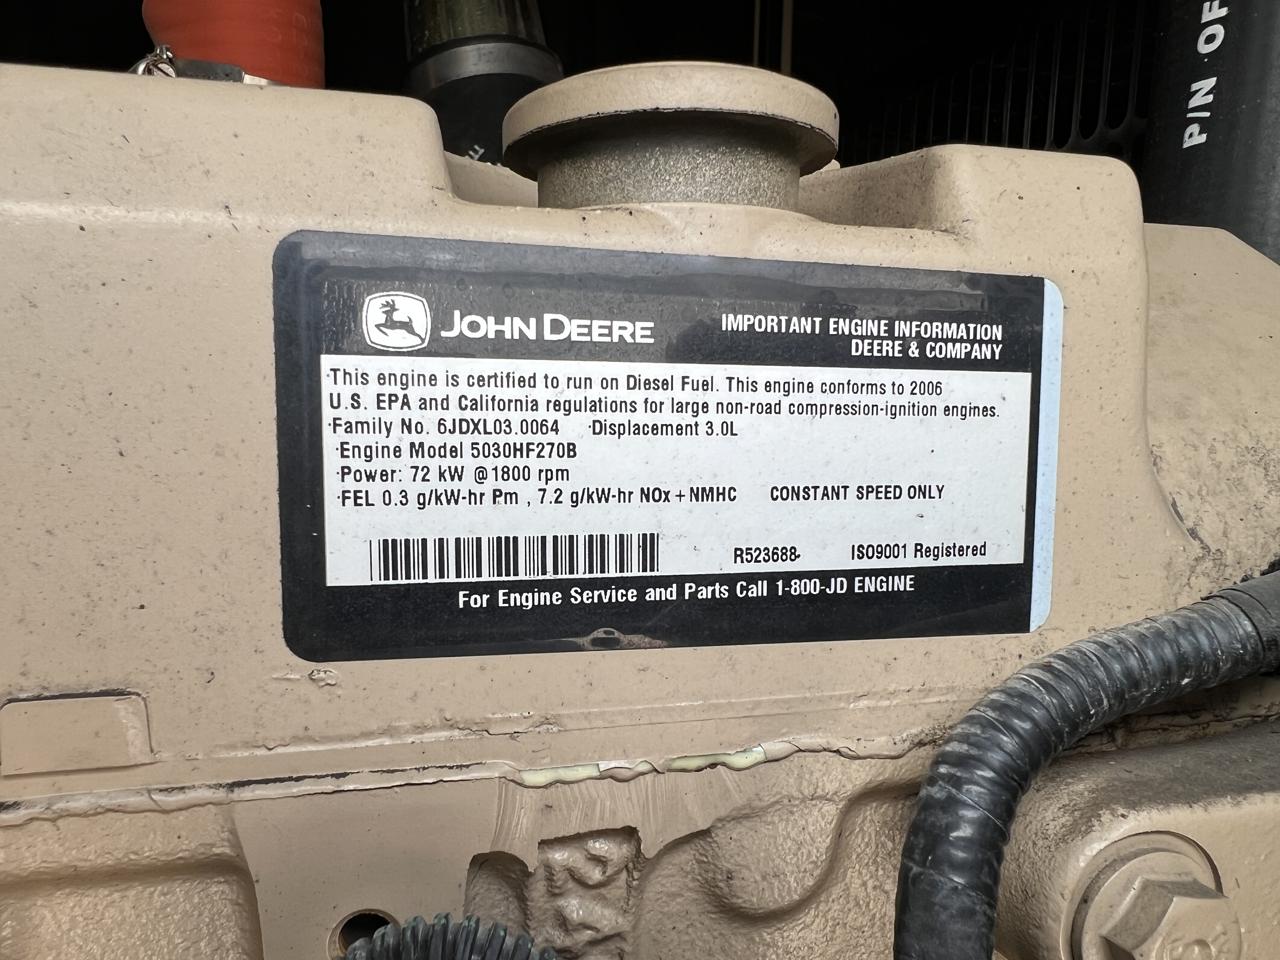 P/N OF
JOHN DEERE
IMPORTANT ENGINE INFORMATION
DEERE & COMPANY
·This engine is certified to run on Diesel Fuel. This engine conforms to 2006
U.S. EPA and California regulations for large non-road compression-ignition engines.
·Family No. 6JDXL03.0064 ·Displacement 3.0L
·Engine Model 5030HF270B
·Power: 72 kW @1800 rpm
·FEL 0.3 g/kW-hr Pm , 7.2 g/kW-hr NOx + NMHC CONSTANT SPEED ONLY
R523688 ISO9001 Registered
For Engine Service and Parts Call 1-800-JD ENGINE